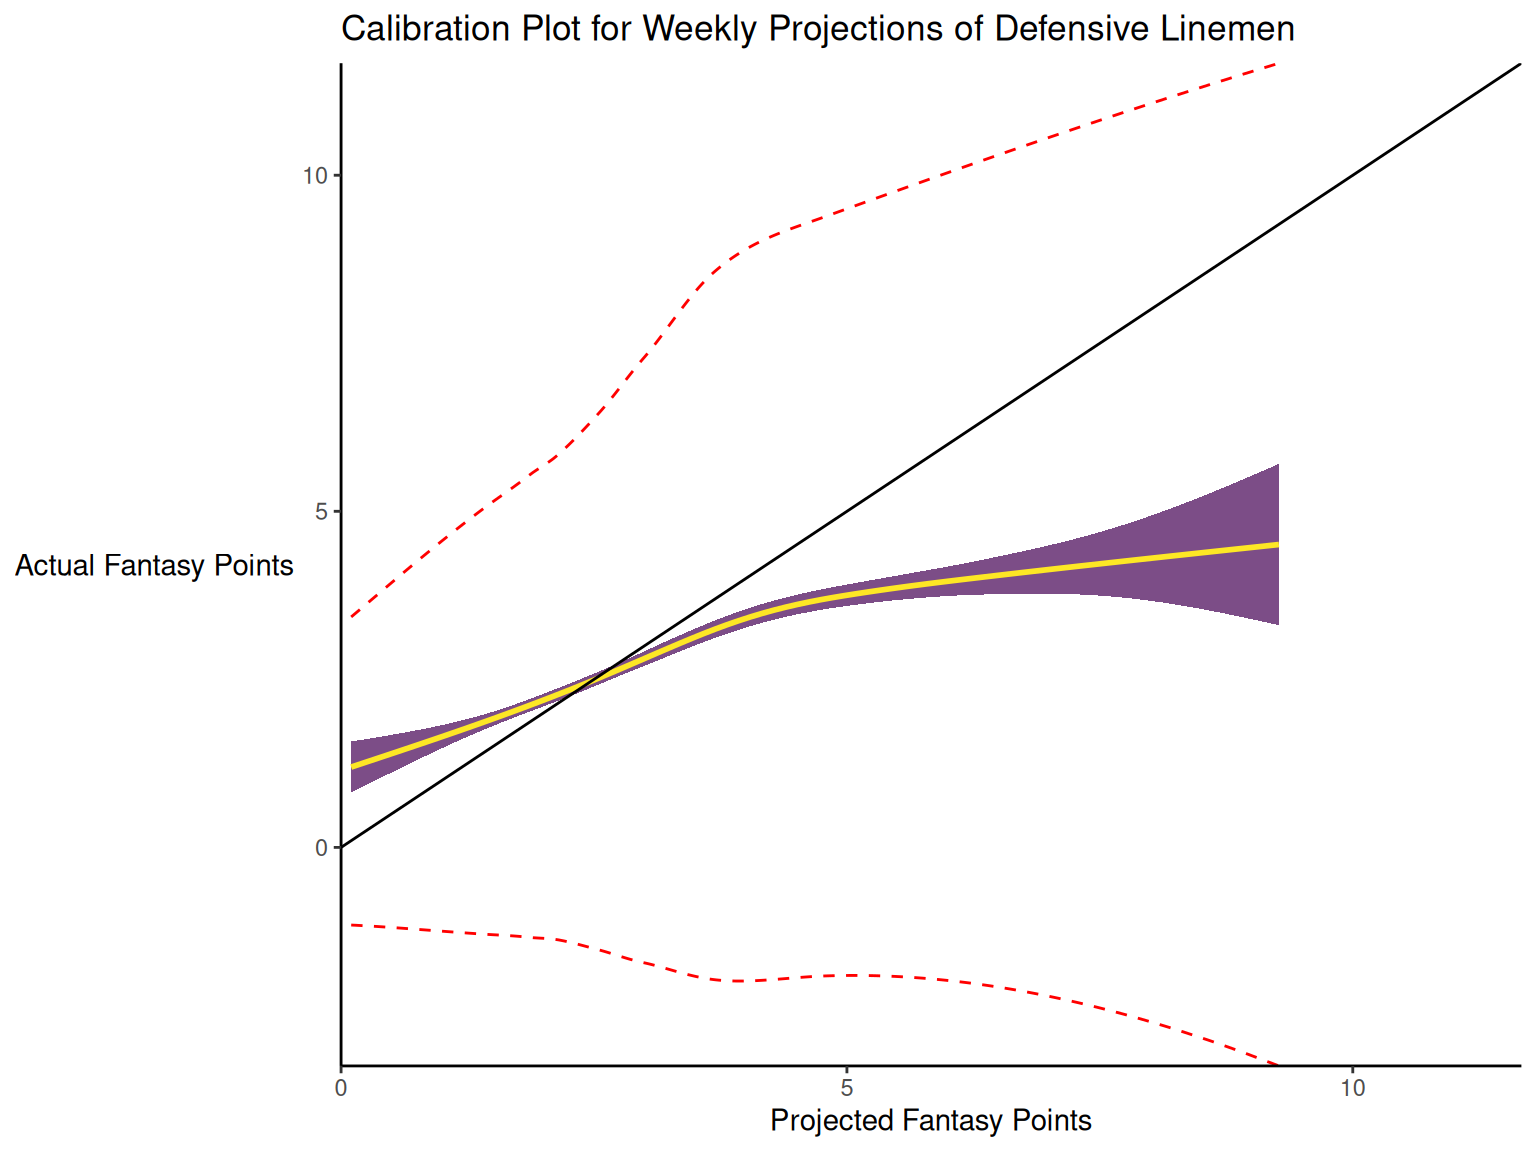 Calibration Plot for Weekly Projections of Defensive Linemen
10
5
Actual Fantasy Points
0
0 5 10
Projected Fantasy Points